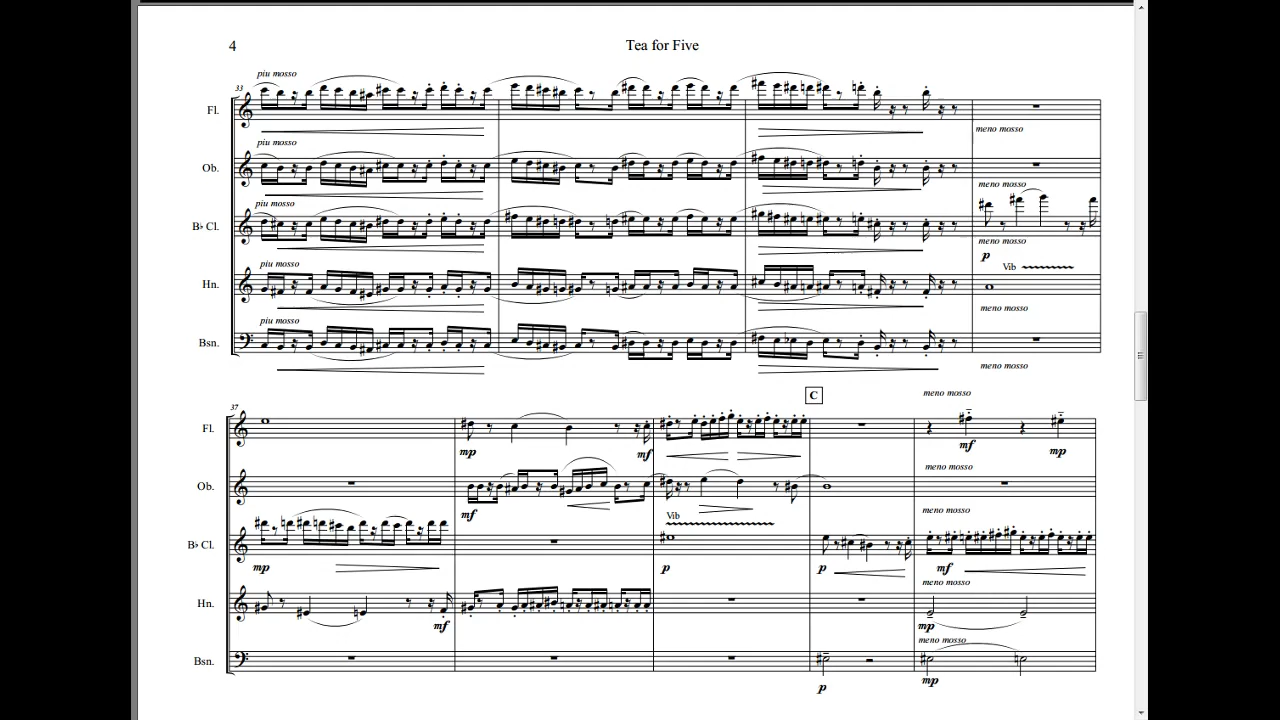 4
Tea for Five
piu mosso
33
Fl.
meno mosso
piu mosso
Ob.
meno mosso
piu mosso
B♭ Cl.
meno mosso
p
Vib
piu mosso
Hn.
meno mosso
piu mosso
Bsn.
meno mosso
C
meno mosso
37
Fl.
mp
mf
mf
mp
meno mosso
Ob.
mf
Vib
meno mosso
B♭ Cl.
mp
p
p
mf
meno mosso
Hn.
mf
mp
meno mosso
Bsn.
p
mp